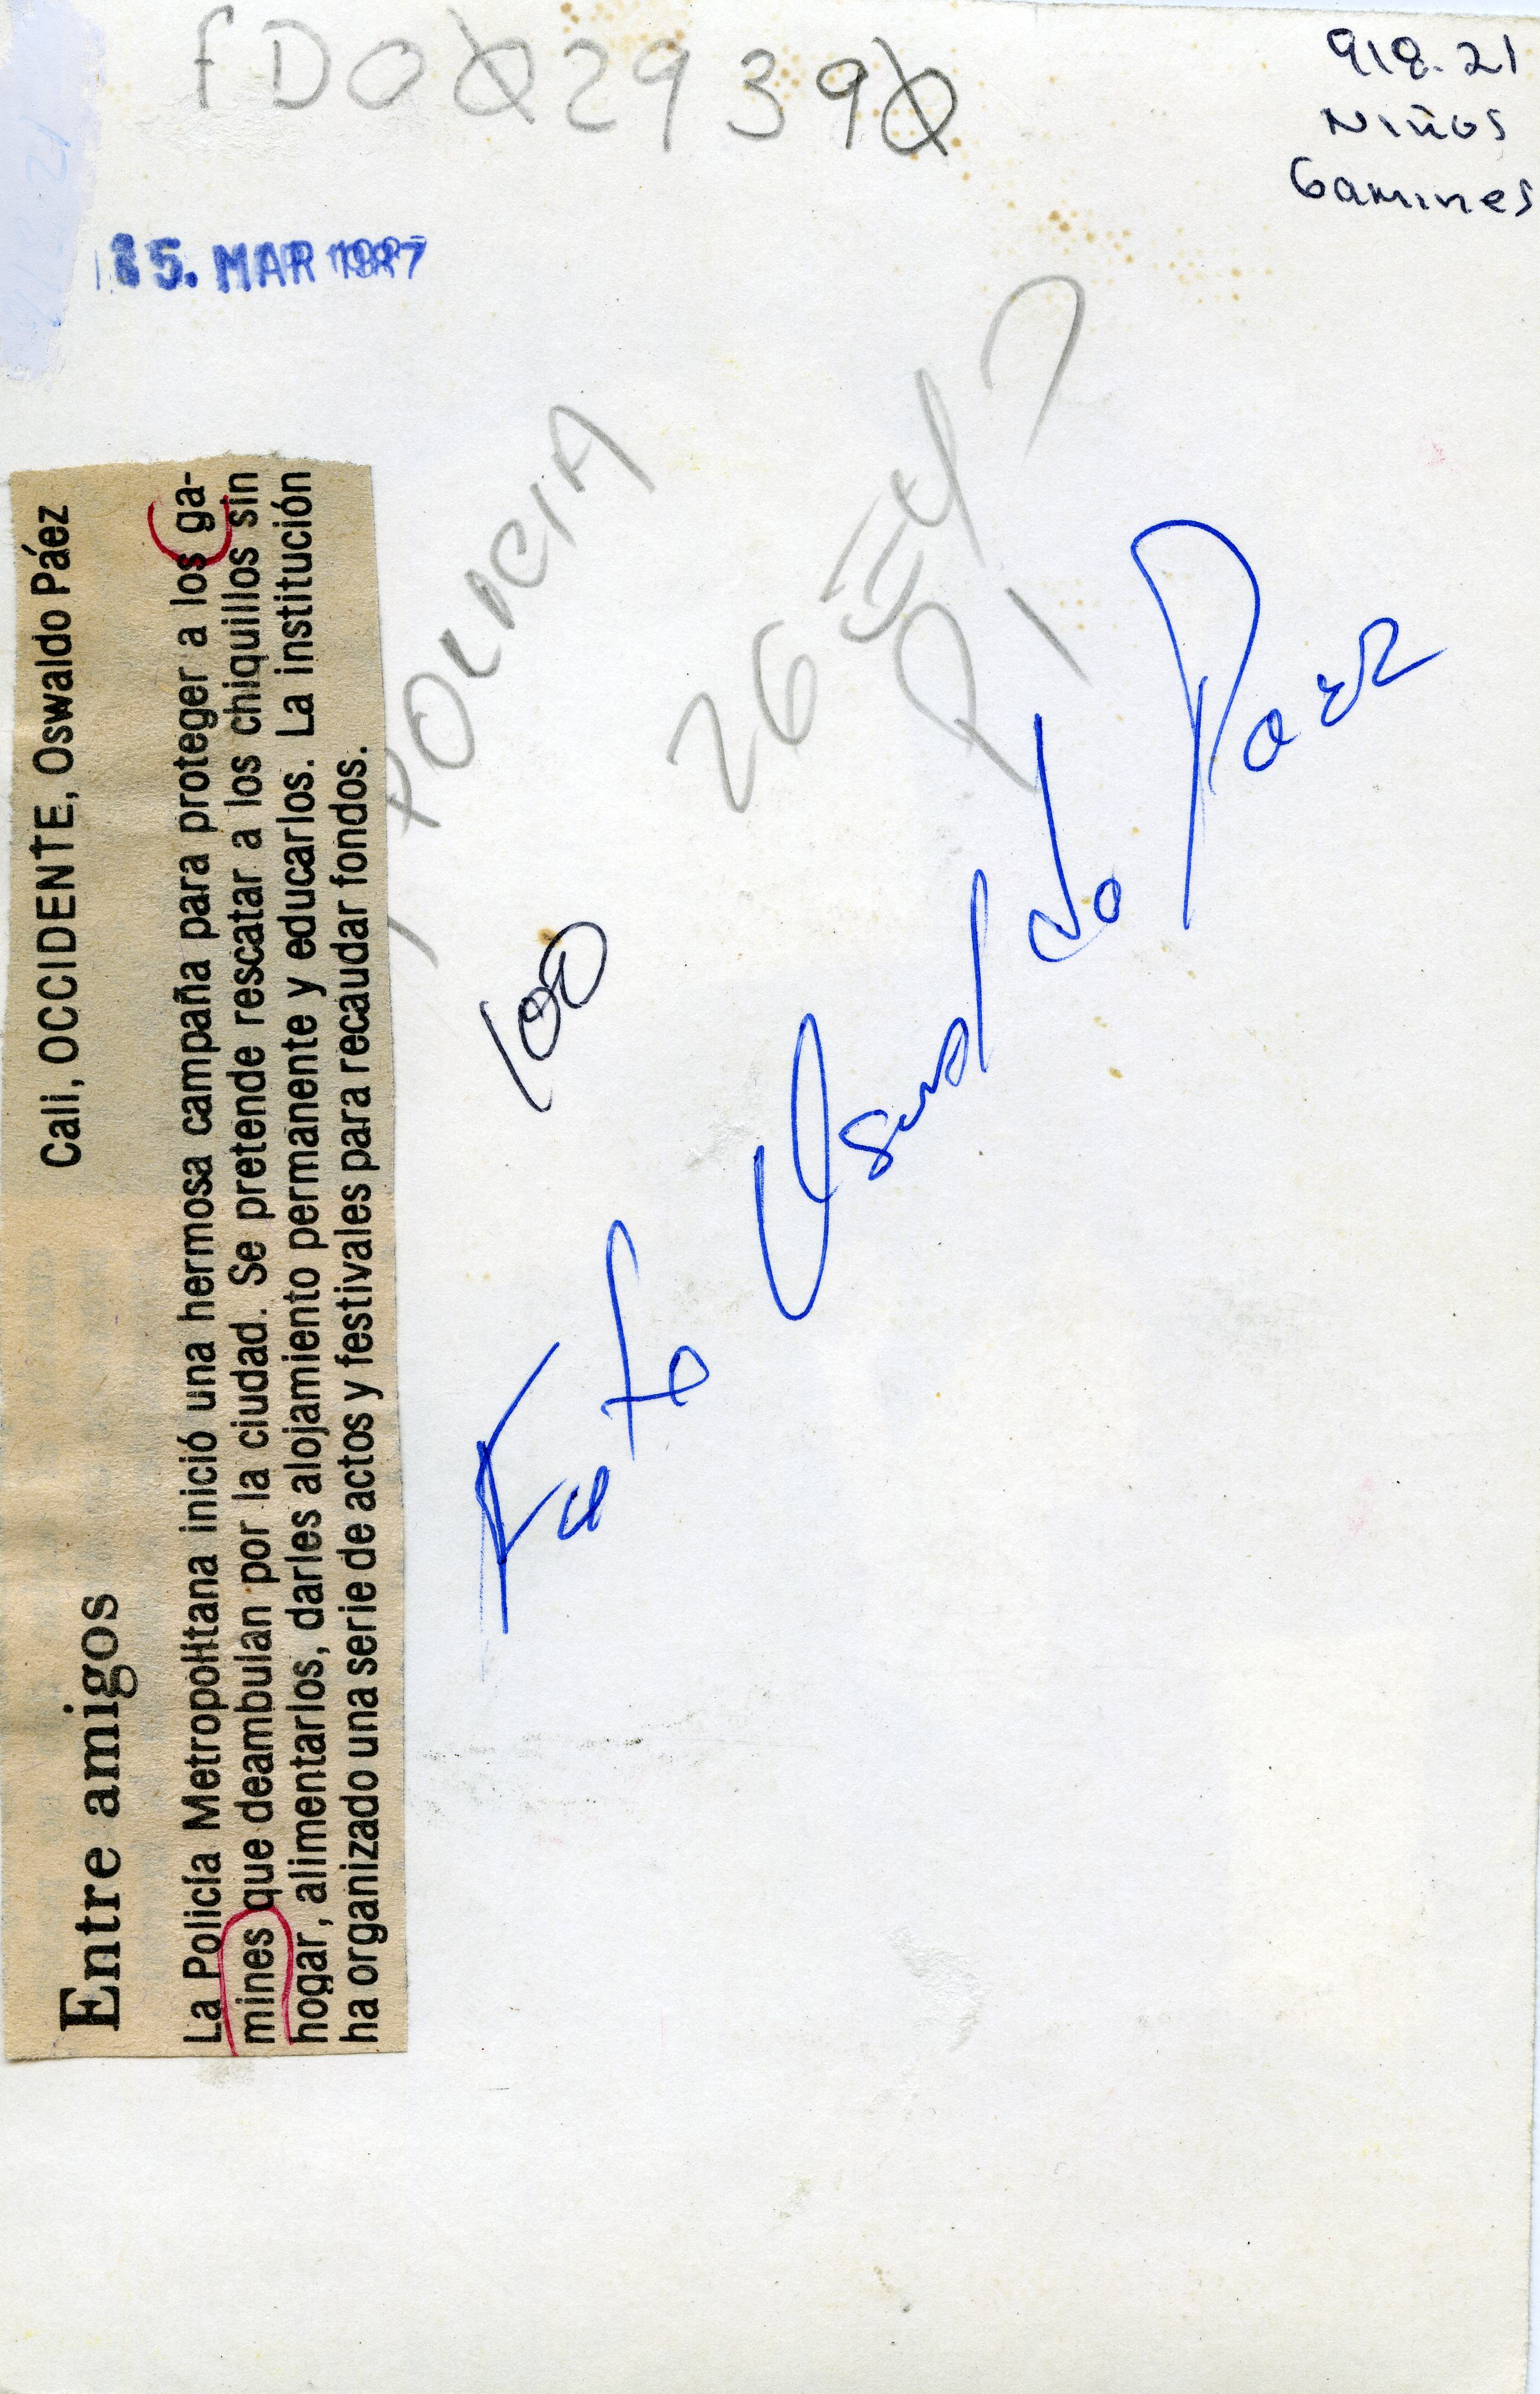 FD0029390
918.21
Niños
Gamines
15. MAR 1987
Entre amigos
Cali, OCCIDENTE, Oswaldo Páez
La Policía Metropolitana inició una hermosa campaña para proteger a los ga-
mines que deambulan por la ciudad. Se pretende rescatar a los chiquillos sin
hogar, alimentarlos, darles alojamiento permanente y educarlos. La institución
ha organizado una serie de actos y festivales para recaudar fondos.
POLICIA
100
Foto Oswaldo Paez